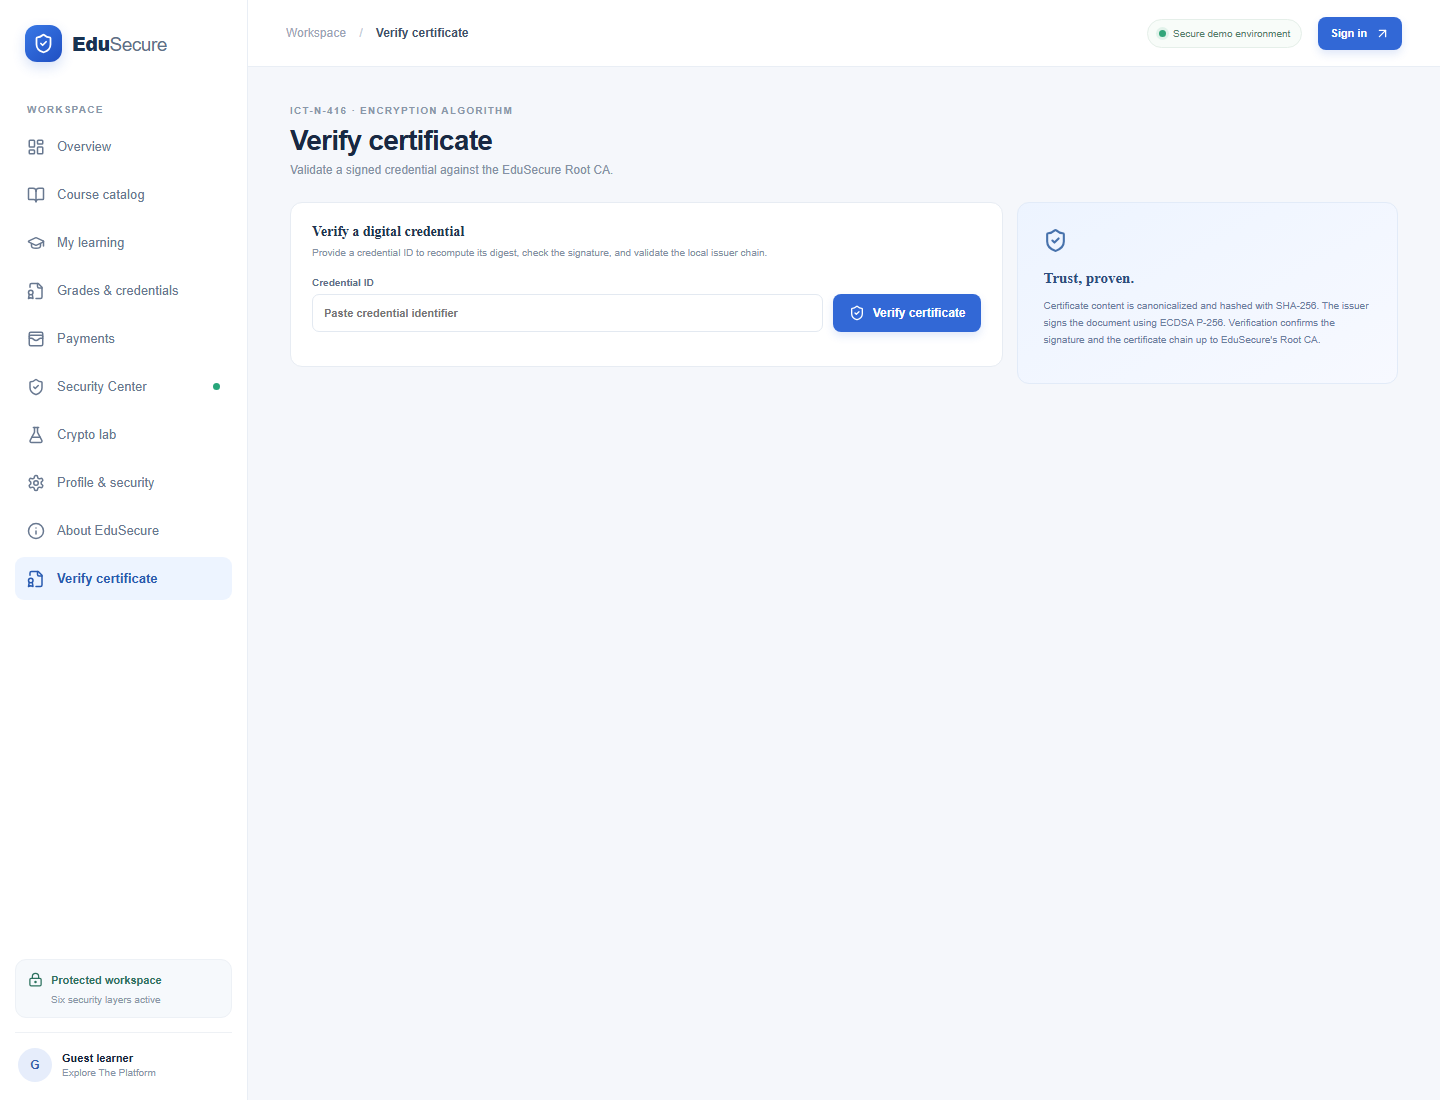 EduSecure
WORKSPACE
Overview
Course catalog
My learning
Grades & credentials
Payments
Security Center
Crypto lab
Profile & security
About EduSecure
Verify certificate
Protected workspace
Six security layers active
G
Guest learner
Explore The Platform
Workspace / Verify certificate
Secure demo environment
Sign in
ICT-N-416 · ENCRYPTION ALGORITHM
Verify certificate
Validate a signed credential against the EduSecure Root CA.
Verify a digital credential
Provide a credential ID to recompute its digest, check the signature, and validate the local issuer chain.
Credential ID
Paste credential identifier
Verify certificate
Trust, proven.
Certificate content is canonicalized and hashed with SHA-256. The issuer
signs the document using ECDSA P-256. Verification confirms the
signature and the certificate chain up to EduSecure's Root CA.